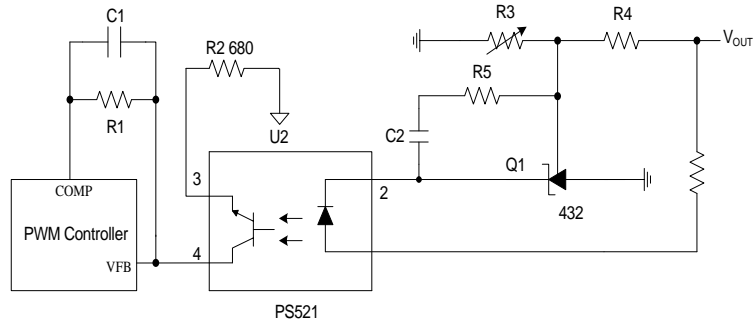 C1
R1
R2 680
U2
R3
R4
VOUT
R5
C2
Q1
432
3
2
4
COMP
PWM Controller
VFB
PS521